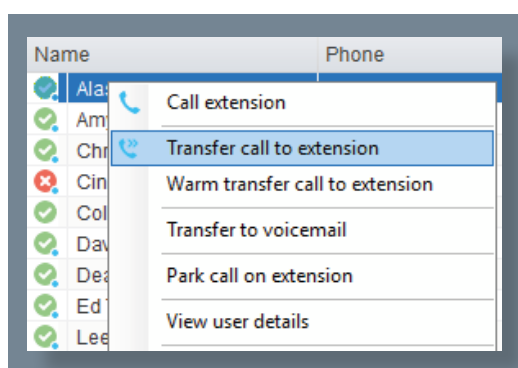 Name Phone
Alas
Call extension
Amy
Chr
Transfer call to extension
Cin
Warm transfer call to extension
Col
Transfer to voicemail
Dav
Dea
Park call on extension
Ed
View user details
Lee